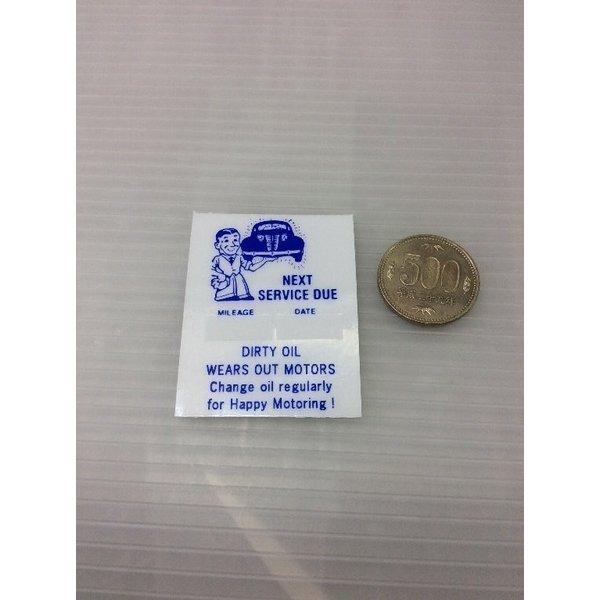 NEXT
SERVICE DUE
MILEAGE DATE
DIRTY OIL
WEARS OUT MOTORS
Change oil regularly
for Happy Motoring !
500